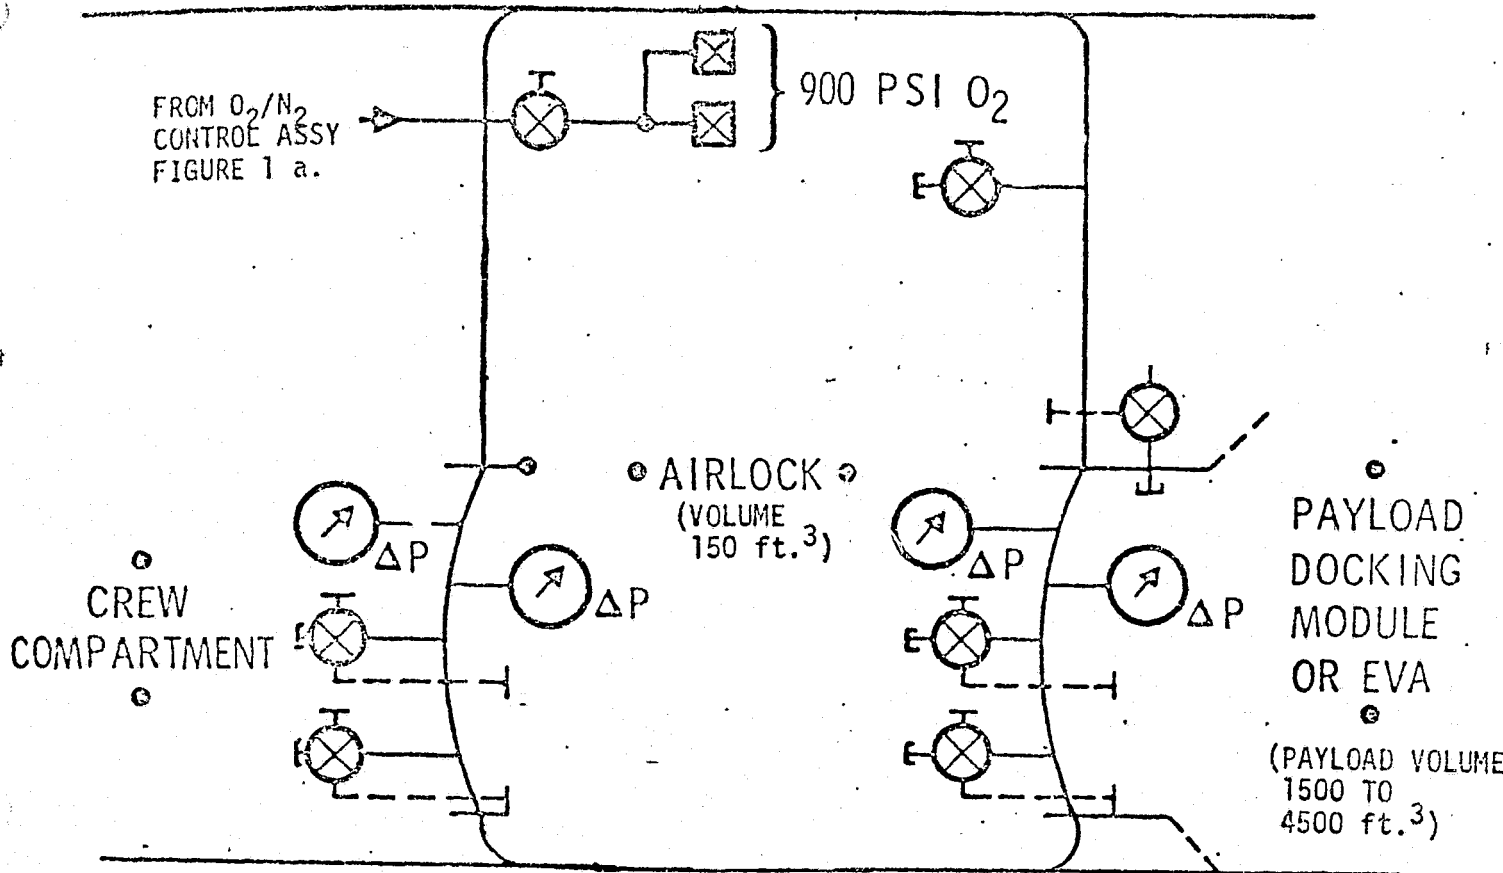 FROM O₂/N₂
CONTROL ASSY
FIGURE 1 a.
900 PSI O₂
AIRLOCK
(VOLUME
150 ft.³)
ΔP
ΔP
ΔP
ΔP
CREW
COMPARTMENT
PAYLOAD
DOCKING
MODULE
OR EVA
(PAYLOAD VOLUME
1500 TO
4500 ft.³)